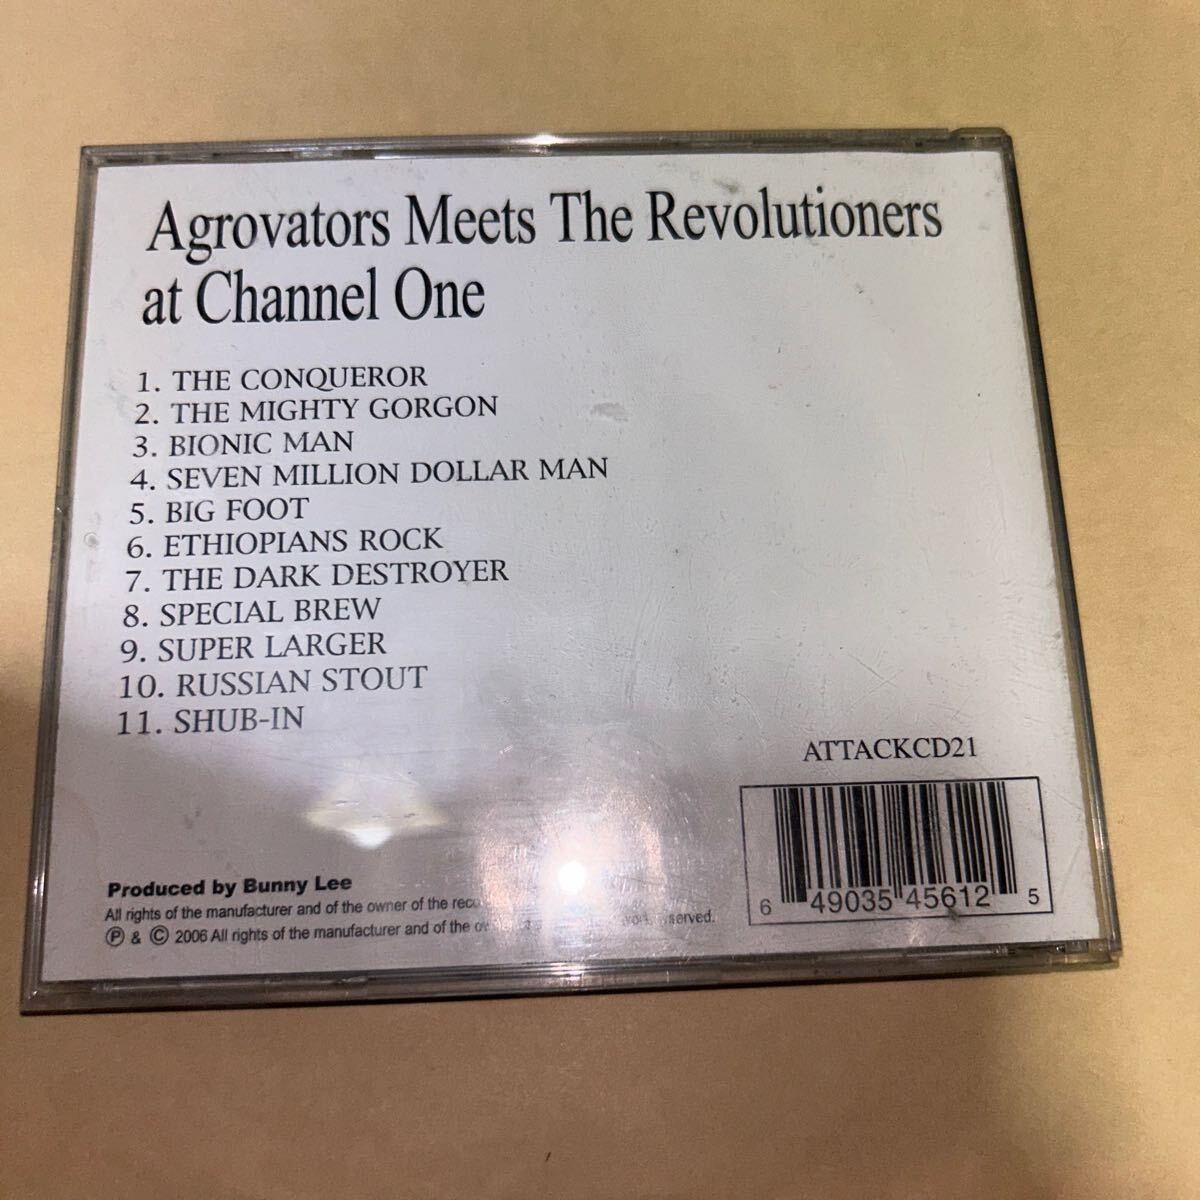 Agrovators Meets The Revolutioners
at Channel One
1. THE CONQUEROR
2. THE MIGHTY GORGON
3. BIONIC MAN
4. SEVEN MILLION DOLLAR MAN
5. BIG FOOT
6. ETHIOPIANS ROCK
7. THE DARK DESTROYER
8. SPECIAL BREW
9. SUPER LARGER
10. RUSSIAN STOUT
11. SHUB-IN
ATTACKCD21
6 49035 45612 5
Produced by Bunny Lee
All rights of the manufacturer and of the owner of the
Ⓟ & © 2006 All rights of the manufacturer and of the